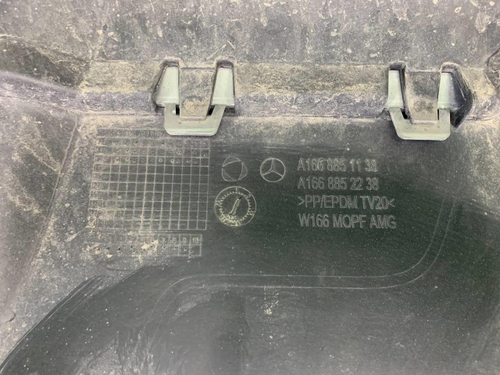 A166 885 11 38
A166 885 22 38
>PP/EPDM TV20<
W166 MOPF AMG